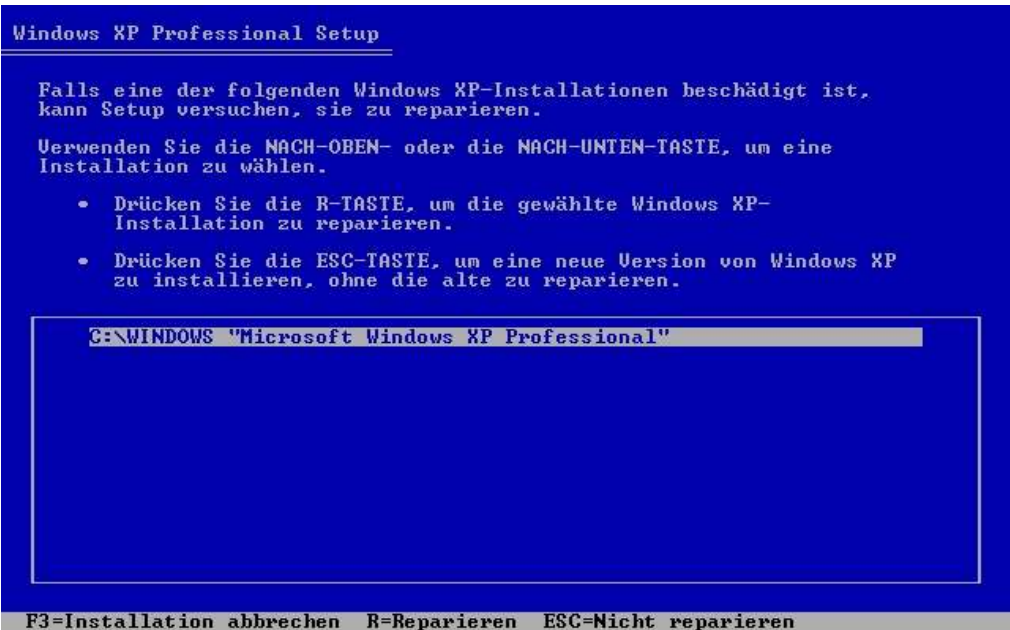 Windows XP Professional Setup
Falls eine der folgenden Windows XP-Installationen beschädigt ist,
kann Setup versuchen, sie zu reparieren.
Verwenden Sie die NACH-OBEN- oder die NACH-UNTEN-TASTE, um eine
Installation zu wählen.
• Drücken Sie die R-TASTE, um die gewählte Windows XP-
Installation zu reparieren.
• Drücken Sie die ESC-TASTE, um eine neue Version von Windows XP
zu installieren, ohne die alte zu reparieren.
C:\WINDOWS "Microsoft Windows XP Professional"
F3=Installation abbrechen R=Reparieren ESC=Nicht reparieren